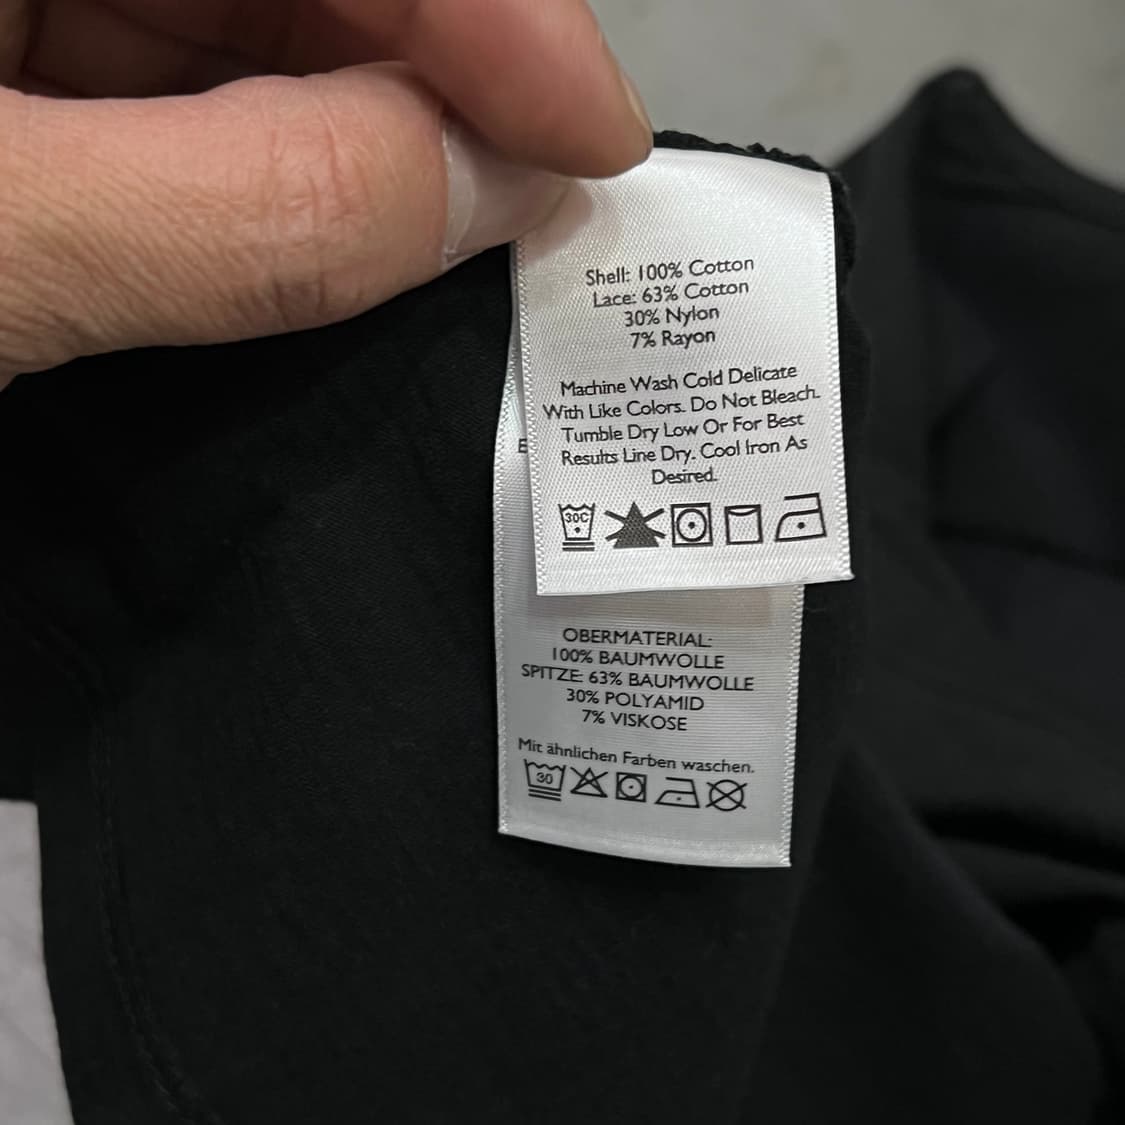 Shell: 100% Cotton
Lace: 63% Cotton
30% Nylon
7% Rayon
Machine Wash Cold Delicate
With Like Colors. Do Not Bleach.
Tumble Dry Low Or For Best
Results Line Dry. Cool Iron As
Desired.
30C
E
OBERMATERIAL:
100% BAUMWOLLE
SPITZE: 63% BAUMWOLLE
30% POLYAMID
7% VISKOSE
Mit ähnlichen Farben waschen.
30